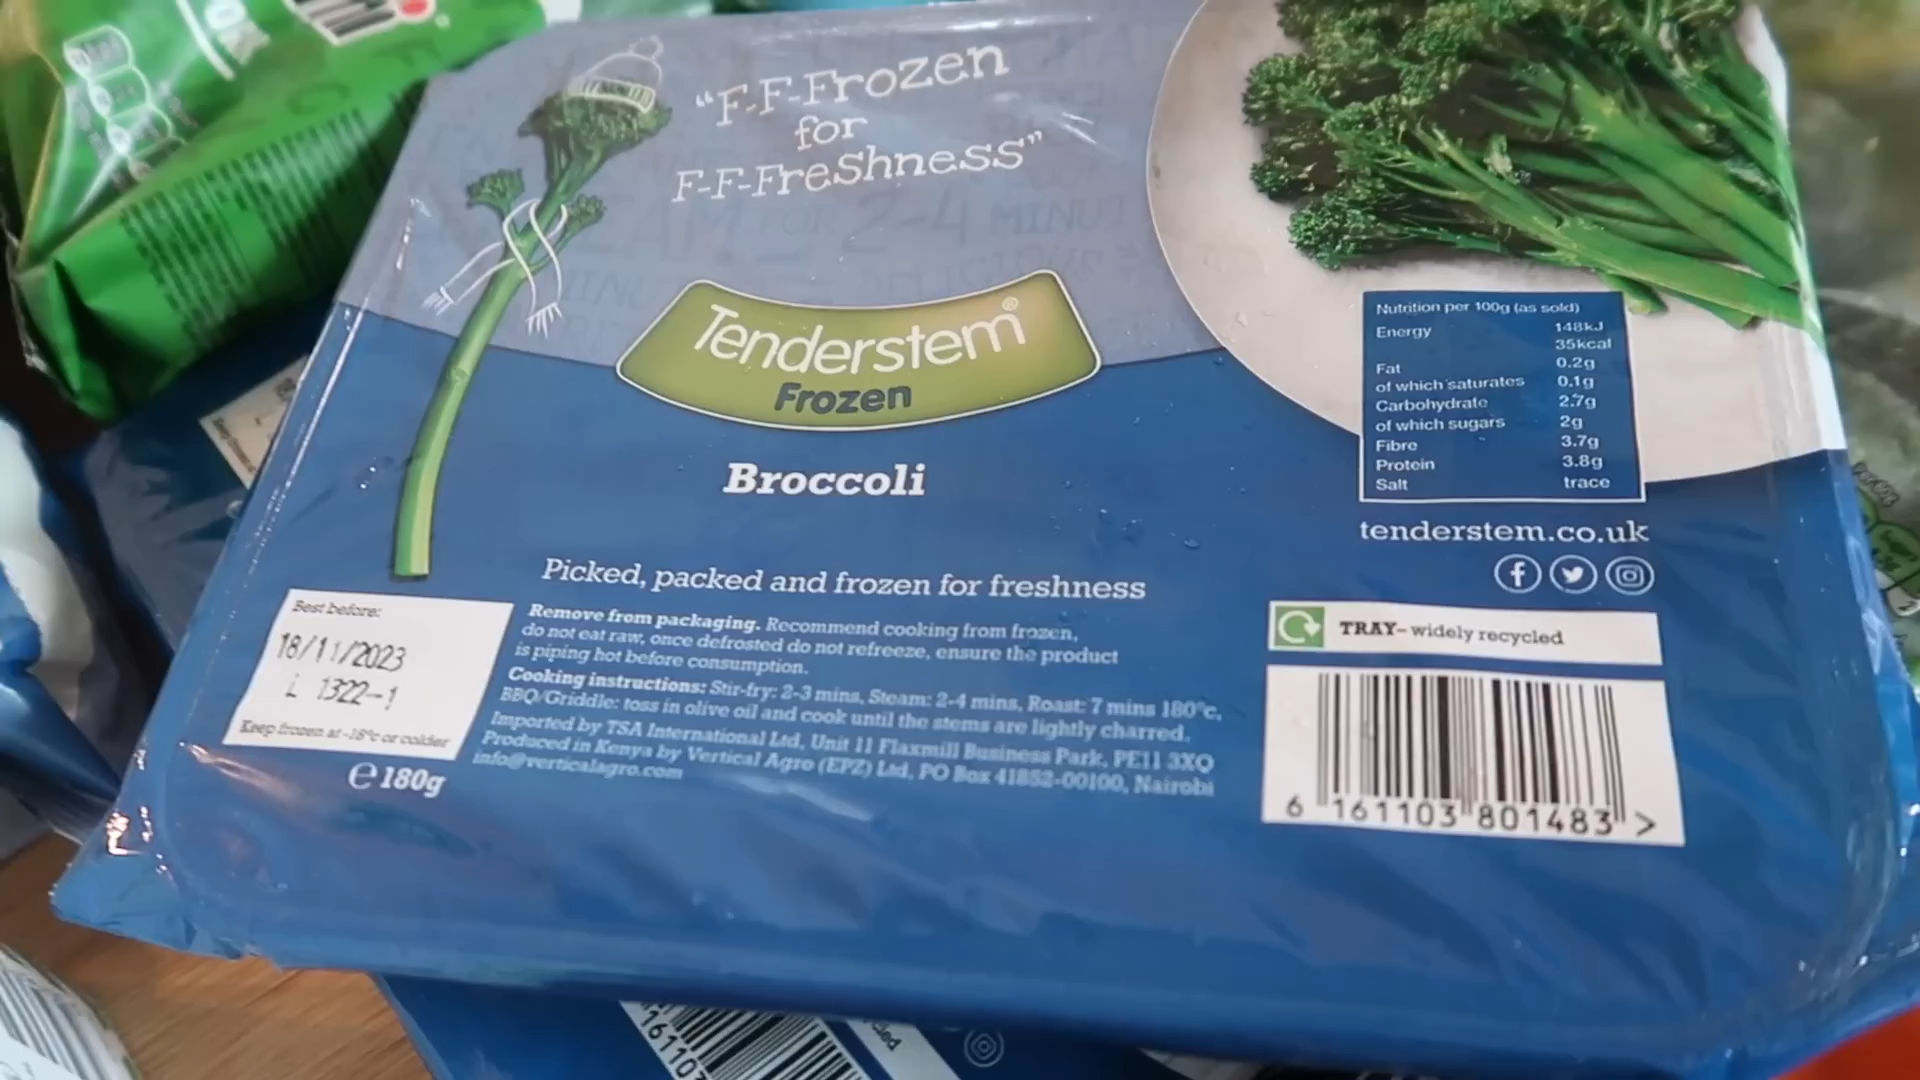 "F-F-Frozen
for
F-F-Freshness"
FOR 2-4 MINUT
Tenderstem®
Frozen
Broccoli
Picked, packed and frozen for freshness
Remove from packaging. Recommend cooking from frozen,
do not eat raw, once defrosted do not refreeze, ensure the product
is piping hot before consumption.
Cooking instructions: Stir-fry: 2-3 mins, Steam: 2-4 mins, Roast: 7 mins 180°c,
BBQ/Griddle: toss in olive oil and cook until the stems are lightly charred.
Imported by TSA International Ltd, Unit 11 Flaxmill Business Park, PE11 3XQ
Produced in Kenya by Vertical Agro (EPZ) Ltd, PO Box 41852-00100, Nairobi
info@verticalagro.com
Best before:
18/11/2023
L 1322-1
Keep frozen at -18°c or colder
e 180g
Nutrition per 100g (as sold)
Energy 148kJ
35kcal
Fat 0.2g
of which saturates 0.1g
Carbohydrate 2.7g
of which sugars 2g
Fibre 3.7g
Protein 3.8g
Salt trace
tenderstem.co.uk
TRAY- widely recycled
6 161103 801483 >
16110